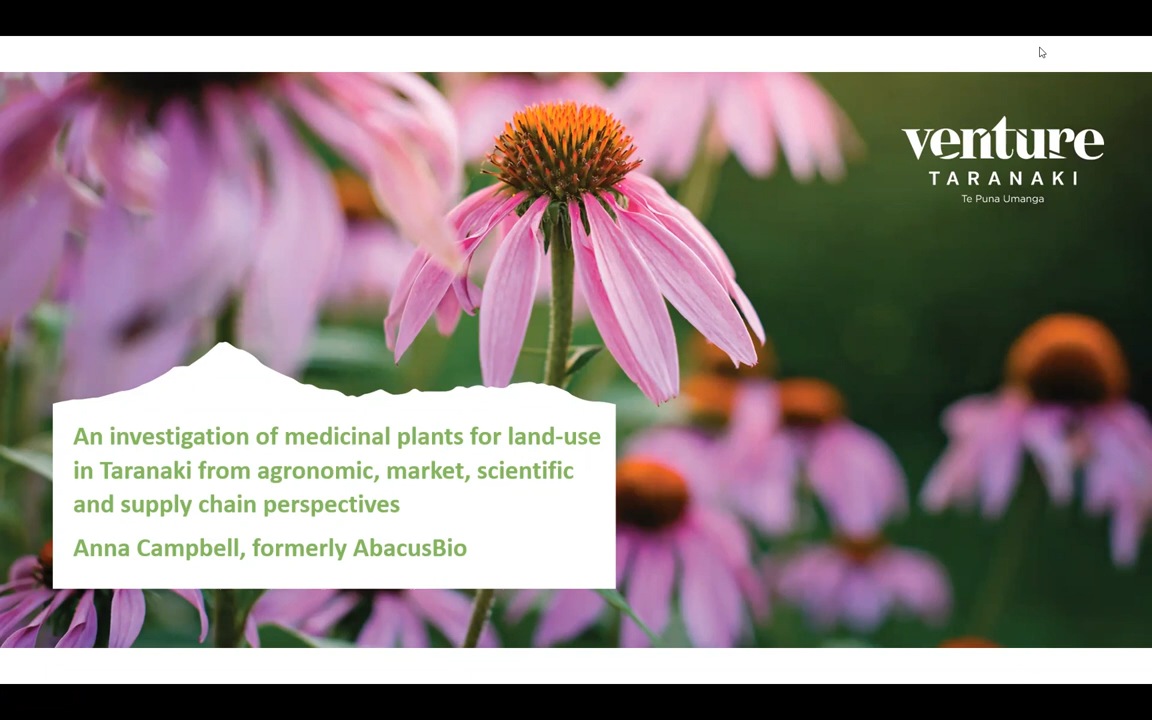 venture
TARANAKI
Te Puna Umanga
An investigation of medicinal plants for land-use
in Taranaki from agronomic, market, scientific
and supply chain perspectives
Anna Campbell, formerly AbacusBio